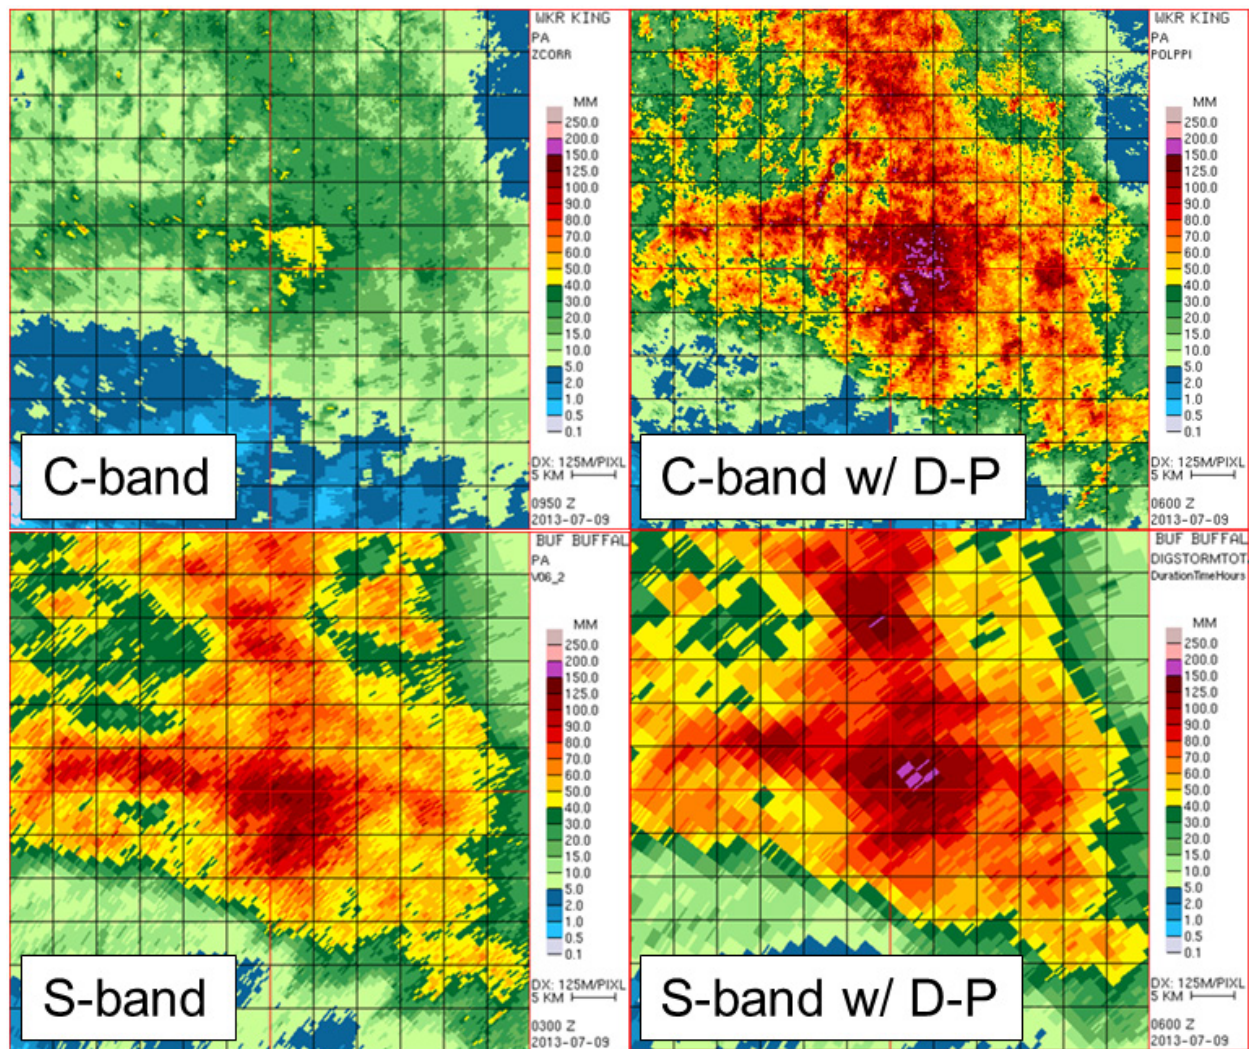 WKR KING
PA
ZCORR
MM
250.0
200.0
150.0
125.0
100.0
90.0
80.0
70.0
60.0
50.0
40.0
30.0
20.0
15.0
10.0
5.0
2.0
1.0
0.5
0.1
DX: 125M/PIXL
5 KM
0950 Z
2013-07-09
C-band
WKR KING
PA
POLPPI
MM
250.0
200.0
150.0
125.0
100.0
90.0
80.0
70.0
60.0
50.0
40.0
30.0
20.0
15.0
10.0
5.0
2.0
1.0
0.5
0.1
DX: 125M/PIXL
5 KM
0600 Z
2013-07-09
C-band w/ D-P
BUF BUFFAL
PA
V06_2
MM
250.0
200.0
150.0
125.0
100.0
90.0
80.0
70.0
60.0
50.0
40.0
30.0
20.0
15.0
10.0
5.0
2.0
1.0
0.5
0.1
DX: 125M/PIXL
5 KM
0300 Z
2013-07-09
S-band
BUF BUFFAL
DIGSTORMTOT
DurationTimeHours
MM
250.0
200.0
150.0
125.0
100.0
90.0
80.0
70.0
60.0
50.0
40.0
30.0
20.0
15.0
10.0
5.0
2.0
1.0
0.5
0.1
DX: 125M/PIXL
5 KM
0600 Z
2013-07-09
S-band w/ D-P